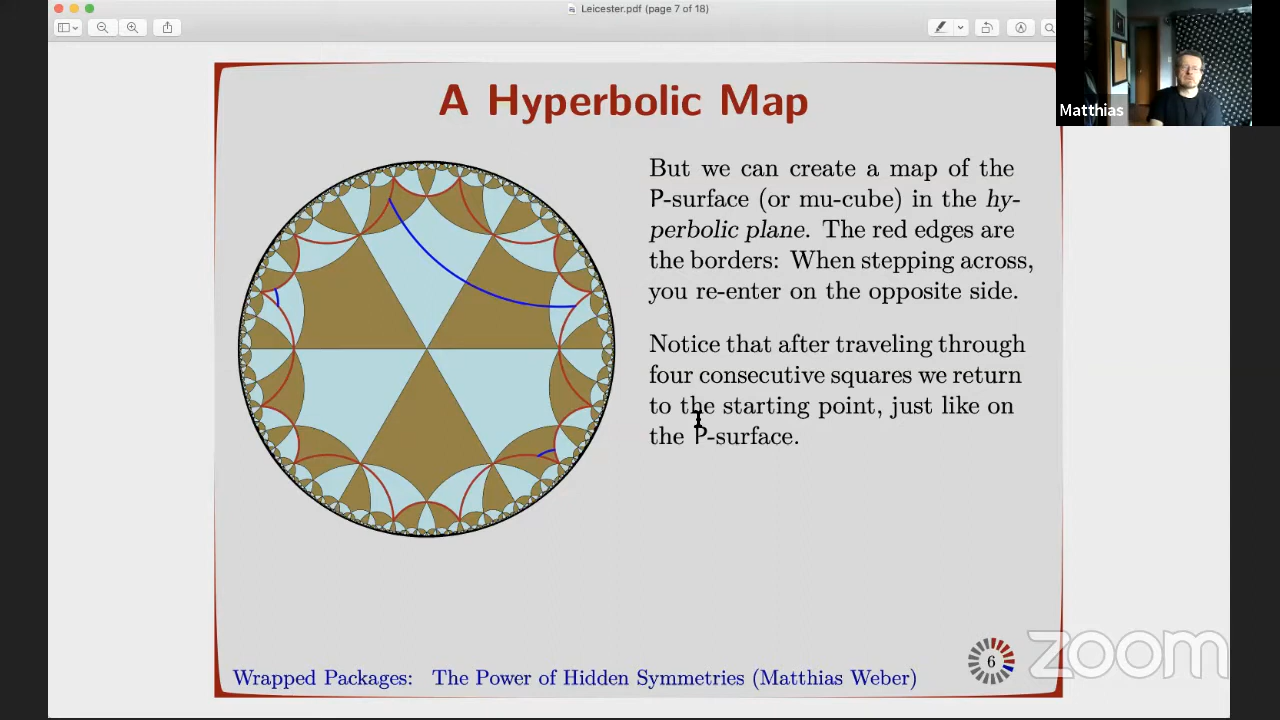 Leicester.pdf (page 7 of 18)
Matthias
A Hyperbolic Map
But we can create a map of the
P-surface (or mu-cube) in the hy-
perbolic plane. The red edges are
the borders: When stepping across,
you re-enter on the opposite side.
Notice that after traveling through
four consecutive squares we return
to the starting point, just like on
the P-surface.
6
Wrapped Packages: The Power of Hidden Symmetries (Matthias Weber)
zoom